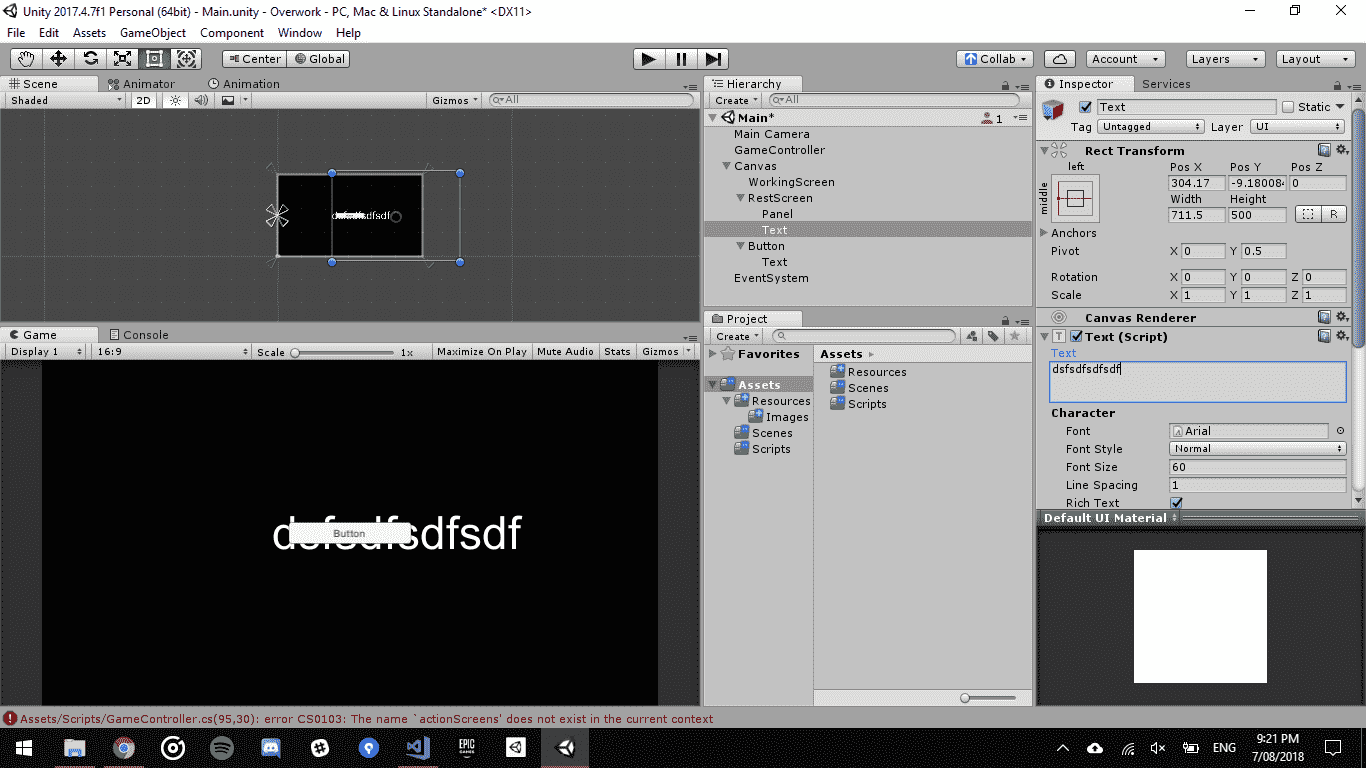 Unity 2017.4.7f1 Personal (64bit) - Main.unity - Overwork - PC, Mac & Linux Standalone* <DX11>
File Edit Assets GameObject Component Window Help
Center Global Collab Account Layers Layout
Scene Animator Animation
Shaded 2D Gizmos All
Hierarchy
Create All
Main* 1
Main Camera
GameController
Canvas
WorkingScreen
RestScreen
Panel
Text
Button
Text
EventSystem
Game Console
Display 1 16:9 Scale 1x Maximize On Play Mute Audio Stats Gizmos
dsfsdfsdfsdf
Button
Project
Create
Favorites
Assets
Resources
Images
Scenes
Scripts
Assets
Resources
Scenes
Scripts
Inspector Services
Text Static
Tag Untagged Layer UI
Rect Transform
left Pos X Pos Y Pos Z
middle 304.17 -9.18008 0
Width Height
711.5 500 R
Anchors
Pivot X 0 Y 0.5
Rotation X 0 Y 0 Z 0
Scale X 1 Y 1 Z 1
Canvas Renderer
T Text (Script)
Text
dsfsdfsdfsdf
Character
Font Arial
Font Style Normal
Font Size 60
Line Spacing 1
Rich Text
Default UI Material
Assets/Scripts/GameController.cs(95,30): error CS0103: The name `actionScreens' does not exist in the current context
EPIC GAMES
ENG
9:21 PM
7/08/2018